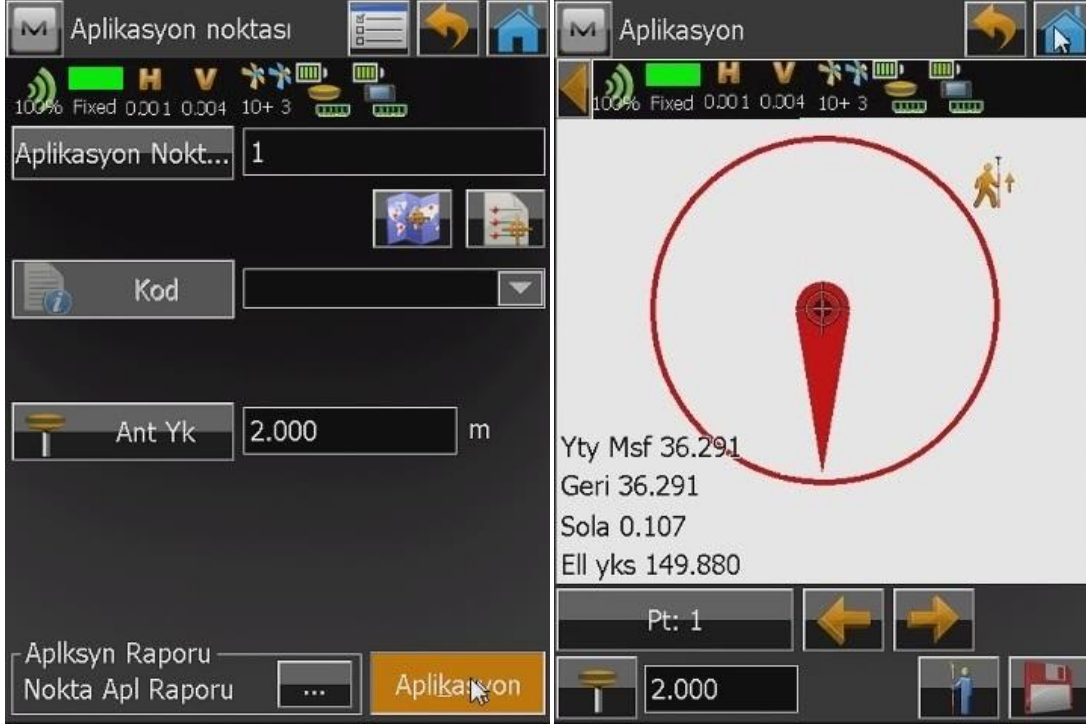 Aplikasyon noktası
100% Fixed 0.001 0.004 10+ 3
H V
Aplikasyon Nokt... 1
Kod
Ant Yk 2.000 m
Aplksyn Raporu
Nokta Apl Raporu ... Aplikasyon
Aplikasyon
H V
100% Fixed 0.001 0.004 10+ 3
Yty Msf 36.291
Geri 36.291
Sola 0.107
Ell yks 149.880
Pt: 1
2.000